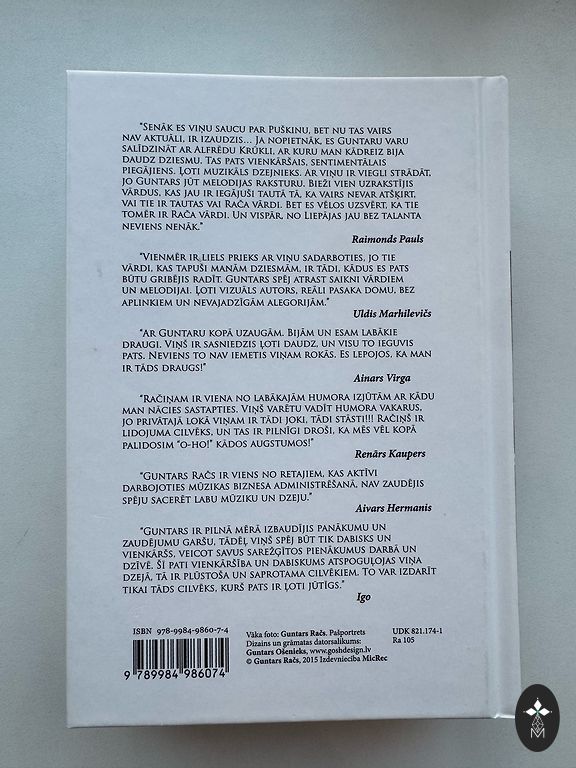 "Senāk es viņu saucu par Puškinu, bet nu tas vairs
nav aktuāli, ir izaudzis... Ja nopietnāk, es Guntaru varu
salīdzināt ar Alfrēdu Krūkli, ar kuru man kādreiz bija
daudz dziesmu. Tas pats vienkāršais, sentimentālais
piegājiens. Ļoti muzikāls dzejnieks. Ar viņu ir viegli strādāt,
jo Guntars jūt melodijas raksturu. Bieži vien uzrakstījis
vārdus, kas jau ir iegājuši tautā tā, ka vairs nevar atšķirt,
vai tie ir tautas vai Rača vārdi. Bet es vēlos uzsvērt, ka tie
tomēr ir Rača vārdi. Un vispār, no Liepājas jau bez talanta
neviens nenāk."
Raimonds Pauls
"Vienmēr ir liels prieks ar viņu sadarboties, jo tie
vārdi, kas tapuši manām dziesmām, ir tādi, kādus es pats
būtu gribējis radīt. Guntars spēj atrast saikni vārdiem
un melodijai. Ļoti vizuāls autors, reāli pasaka domu, bez
aplinkiem un nevajadzīgām alegorijām."
Uldis Marhilevičs
"Ar Guntaru kopā uzaugām. Bijām un esam labākie
draugi. Viņš ir sasniedzis ļoti daudz, un visu to ieguvis
pats. Neviens to nav iemetis viņam rokās. Es lepojos, ka man
ir tāds draugs!"
Ainars Virga
"Račiņam ir viena no labākajām humora izjūtām ar kādu
man nācies sastapties. Viņš varētu vadīt humora vakarus,
jo privātajā lokā viņam ir tādi joki, tādi stāsti!!! Račiņš ir
lidojuma cilvēks, un tas ir pilnīgi droši, ka mēs vēl kopā
palidosim "o-ho!" kādos augstumos!"
Renārs Kaupers
"Guntars Račs ir viens no retajiem, kas aktīvi
darbojoties mūzikas biznesa administrēšanā, nav zaudējis
spēju sacerēt labu mūziku un dzeju."
Aivars Hermanis
"Guntars ir pilnā mērā izbaudījis panākumu un
zaudējumu garšu, tādēļ viņš spēj būt tik dabisks un
vienkāršs, veicot savus sarežģītos pienākumus darbā un
dzīvē. Šī pati vienkāršība un dabiskums atspoguļojas viņa
dzejā, tā ir plūstoša un saprotama cilvēkiem. To var izdarīt
tikai tāds cilvēks, kurš pats ir ļoti jūtīgs."
Igo
ISBN 978-9984-9860-7-4
9 789984 986074
Vāka foto: Guntars Račs. Pašportrets
Dizains un grāmatas datorsalikums:
Guntars Ošenieks, www.goshdesign.lv
© Guntars Račs, 2015 Izdevniecība MicRec
UDK 821.174-1
Ra 105
M